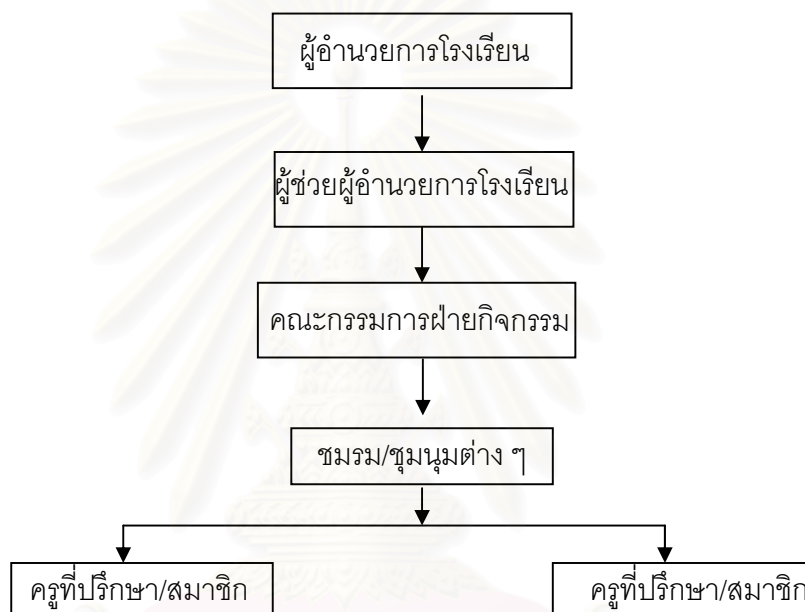 ผู้อำนวยการโรงเรียน
ผู้ช่วยผู้อำนวยการโรงเรียน
คณะกรรมการฝ่ายกิจกรรม
ชมรม/ชุมนุมต่าง ๆ
ครูที่ปรึกษา/สมาชิก
ครูที่ปรึกษา/สมาชิก